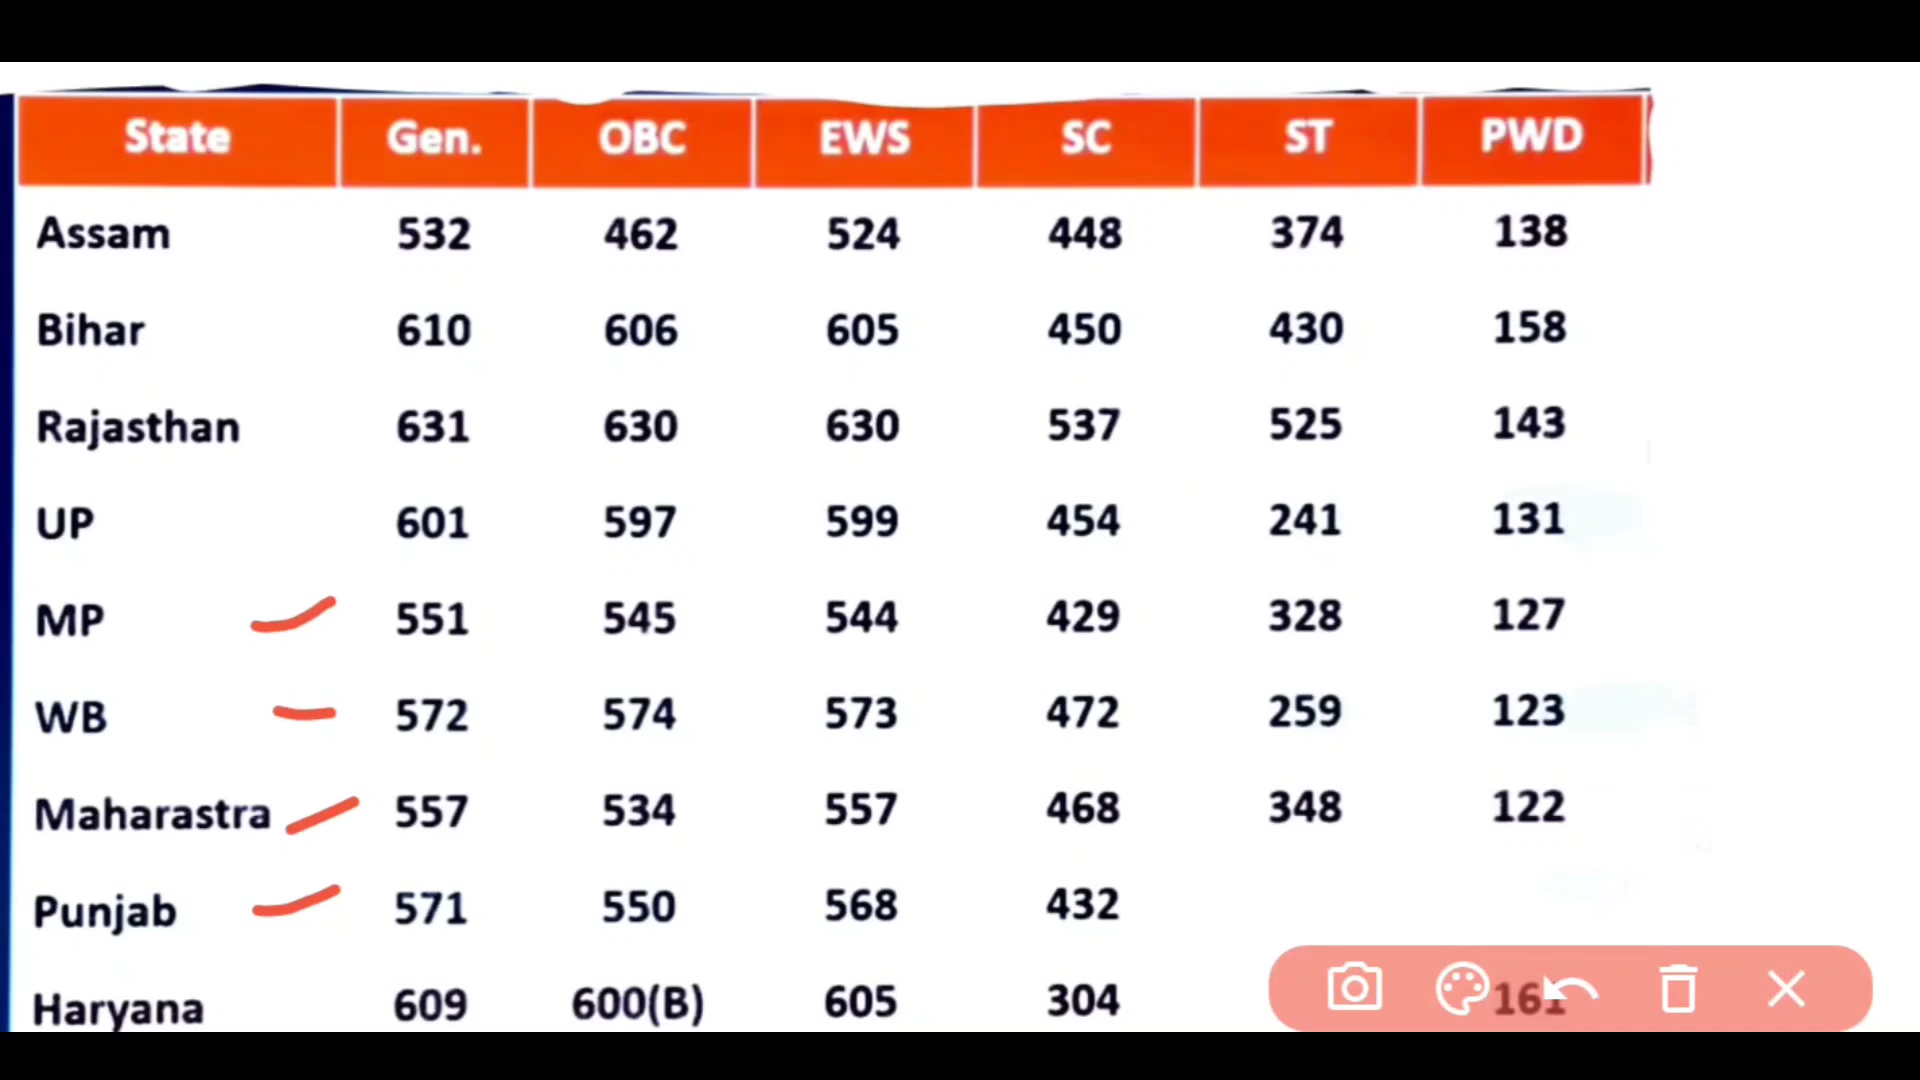 State Gen. OBC EWS SC ST PWD
Assam 532 462 524 448 374 138
Bihar 610 606 605 450 430 158
Rajasthan 631 630 630 537 525 143
UP 601 597 599 454 241 131
MP 551 545 544 429 328 127
WB 572 574 573 472 259 123
Maharastra 557 534 557 468 348 122
Punjab 571 550 568 432
Haryana 609 600(B) 605 304 161